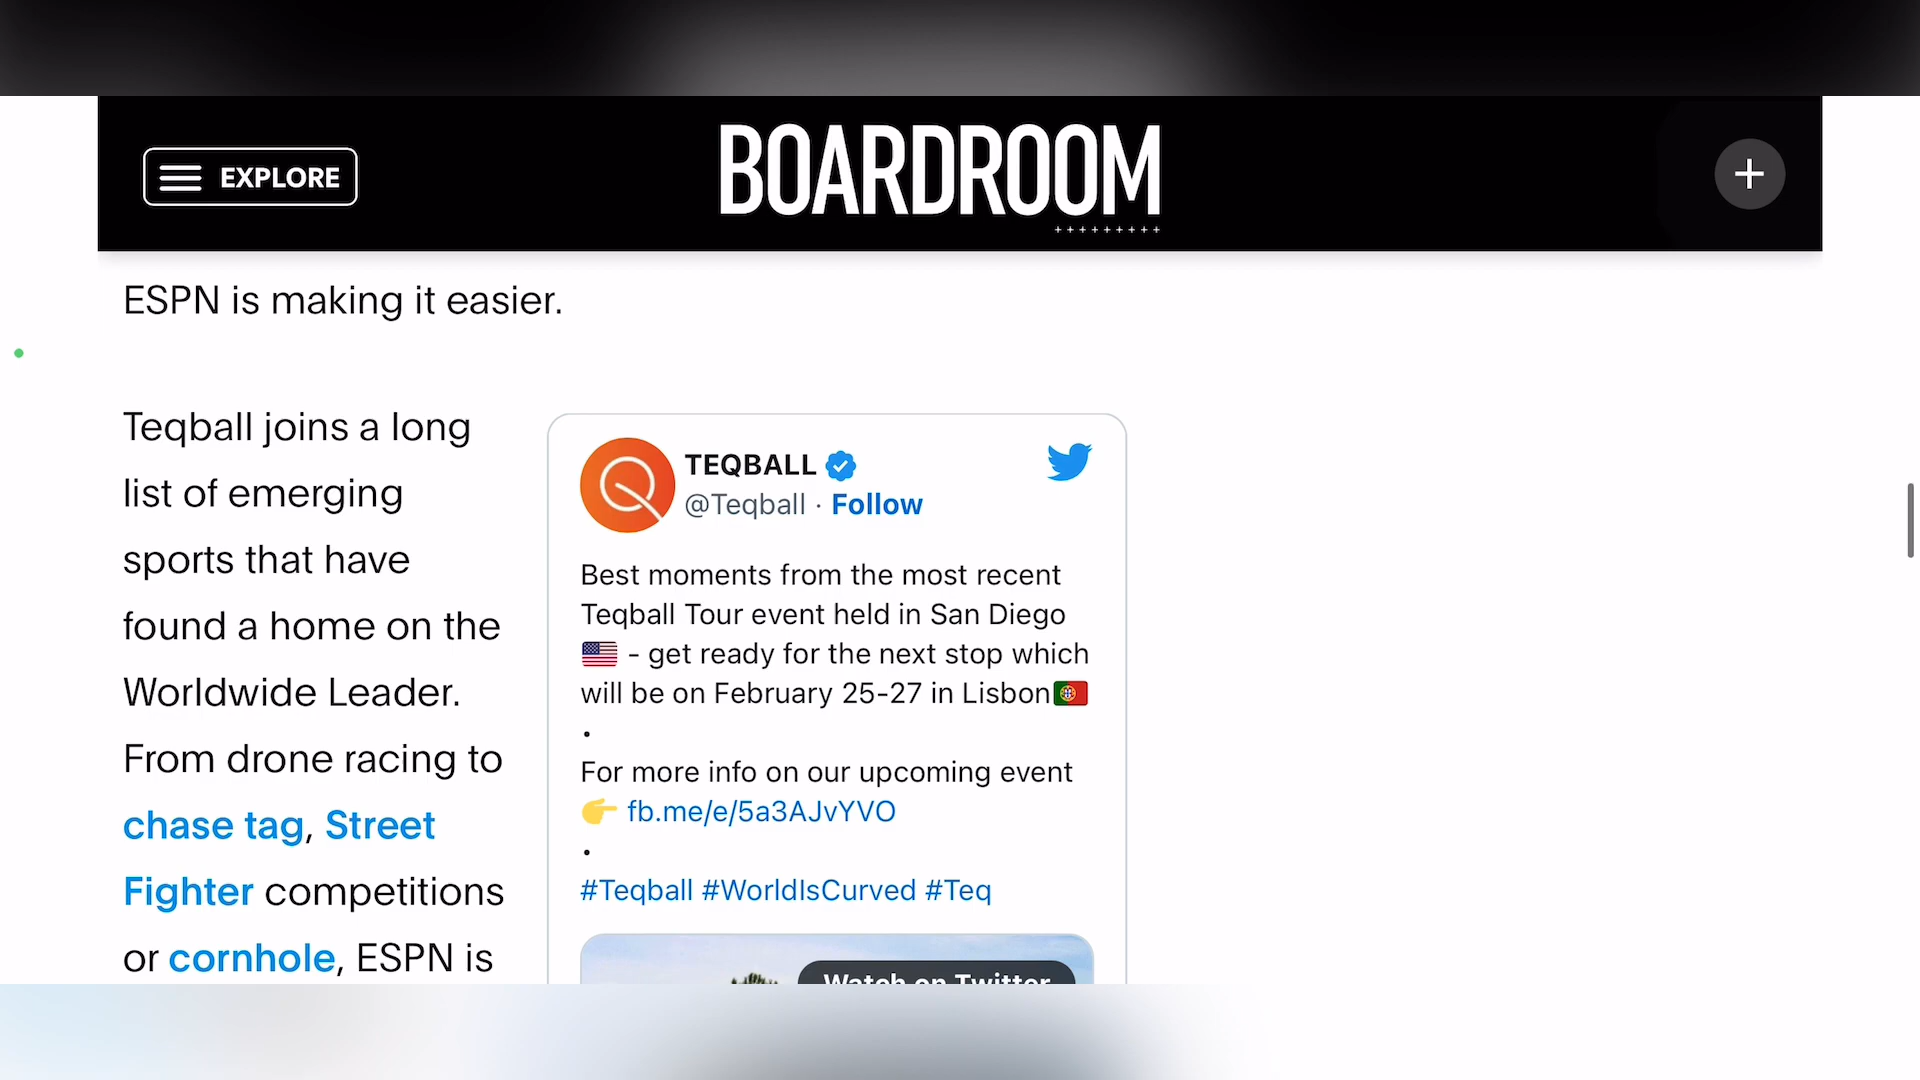 EXPLORE
BOARDROOM
+++++++++
+
ESPN is making it easier.
Teqball joins a long
list of emerging
sports that have
found a home on the
Worldwide Leader.
From drone racing to
chase tag, Street
Fighter competitions
or cornhole, ESPN is
TEQBALL
@Teqball · Follow
Best moments from the most recent
Teqball Tour event held in San Diego
🇺🇸 - get ready for the next stop which
will be on February 25-27 in Lisbon🇵🇹
.
For more info on our upcoming event
👉 fb.me/e/5a3AJvYVO
.
#Teqball #WorldIsCurved #Teq
Watch on Twitter